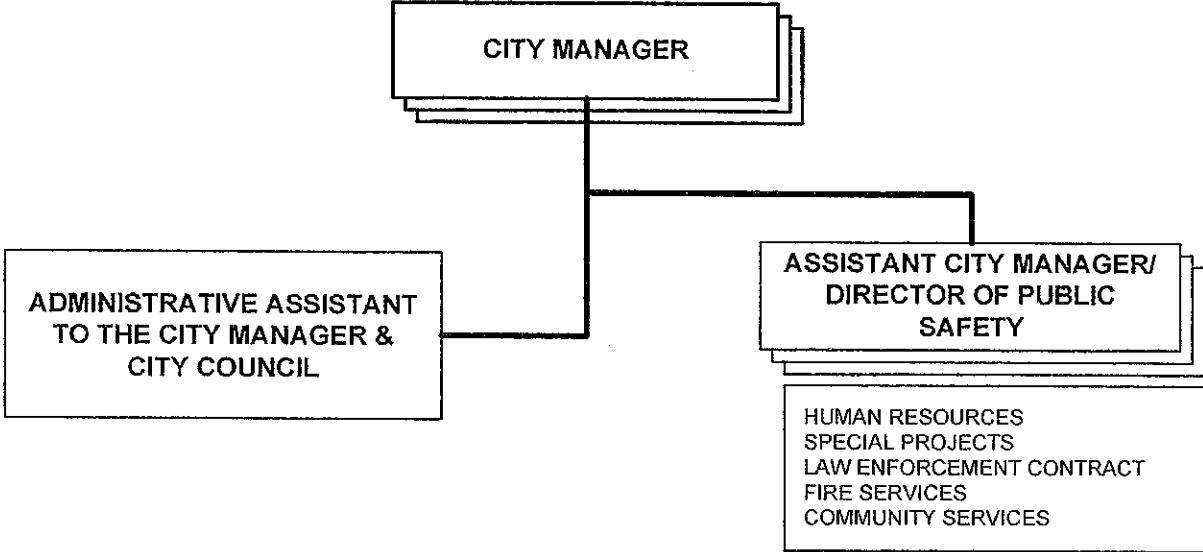 CITY MANAGER
ADMINISTRATIVE ASSISTANT
TO THE CITY MANAGER &
CITY COUNCIL
ASSISTANT CITY MANAGER/
DIRECTOR OF PUBLIC
SAFETY
HUMAN RESOURCES
SPECIAL PROJECTS
LAW ENFORCEMENT CONTRACT
FIRE SERVICES
COMMUNITY SERVICES